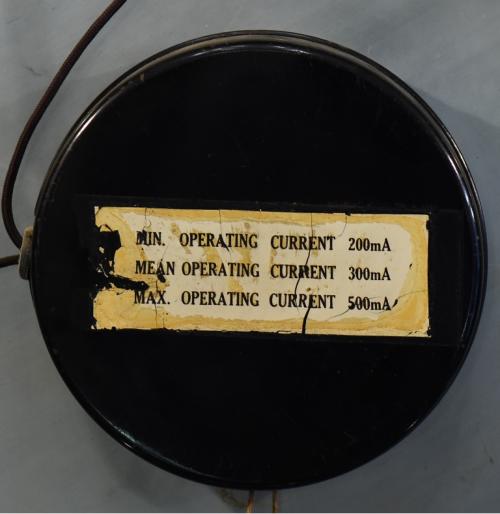 MIN. OPERATING CURRENT 200mA
MEAN OPERATING CURRENT 300mA
MAX. OPERATING CURRENT 500mA